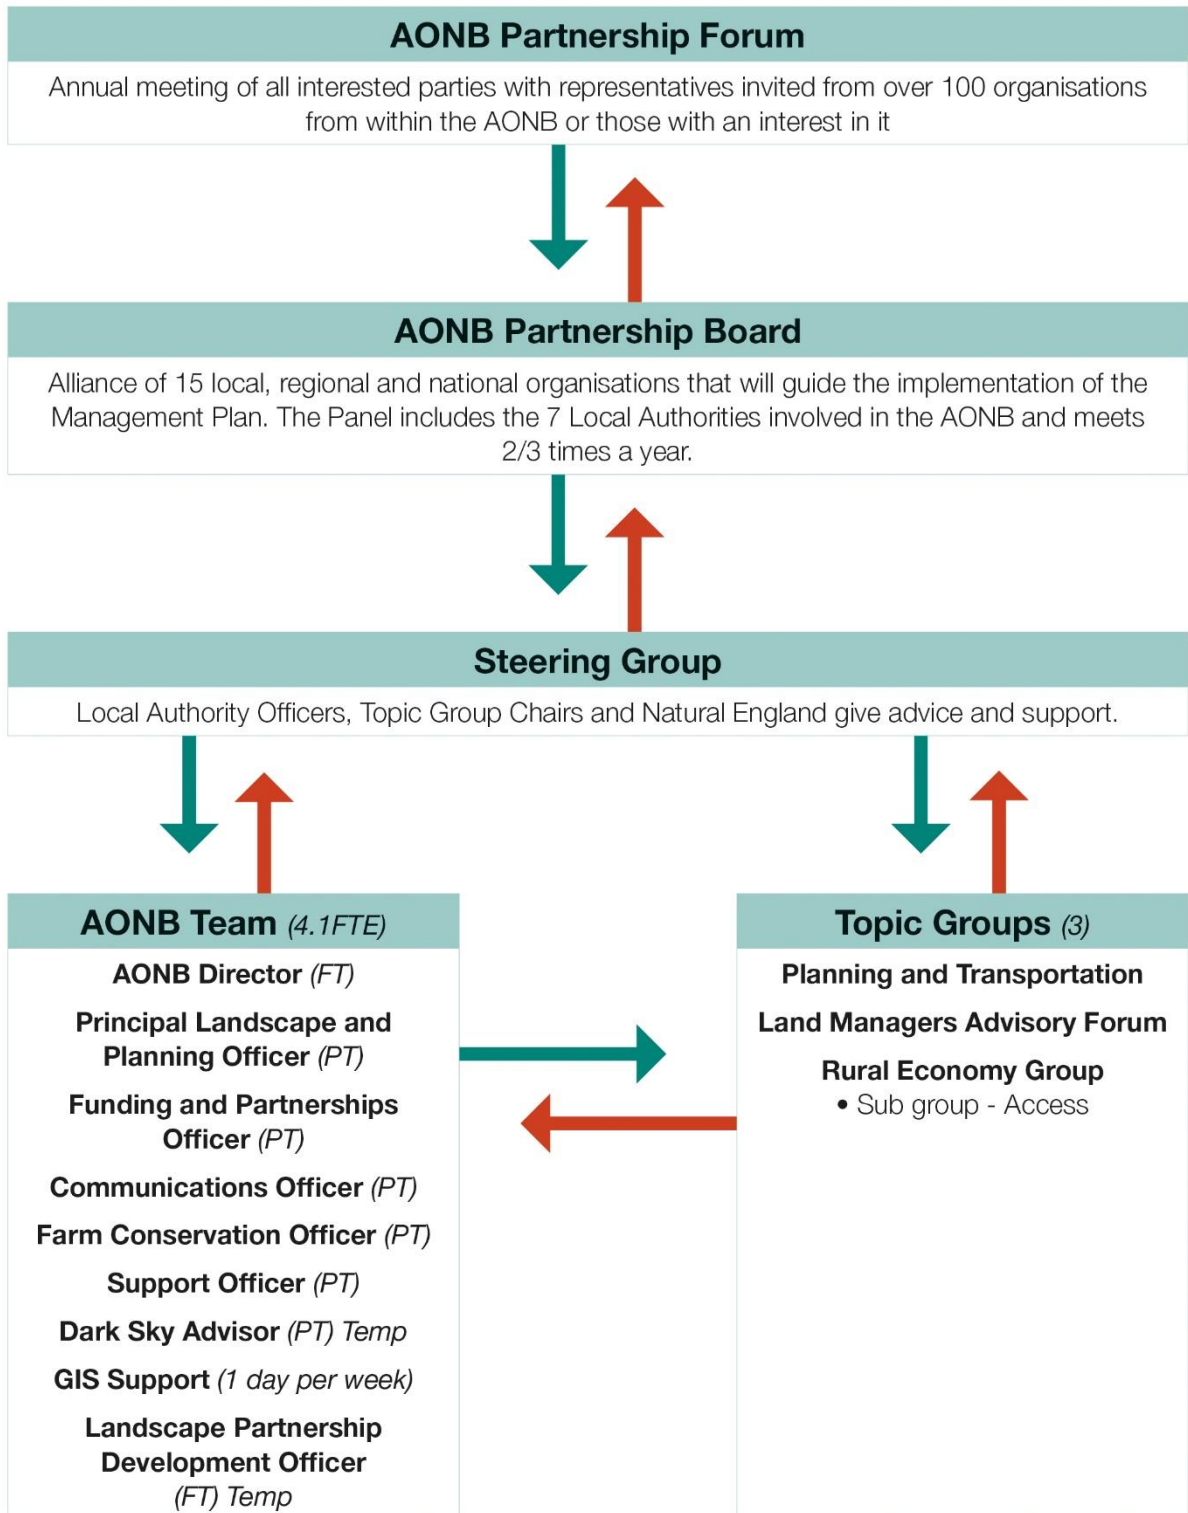 AONB Partnership Forum
Annual meeting of all interested parties with representatives invited from over 100 organisations
from within the AONB or those with an interest in it
AONB Partnership Board
Alliance of 15 local, regional and national organisations that will guide the implementation of the
Management Plan. The Panel includes the 7 Local Authorities involved in the AONB and meets
2/3 times a year.
Steering Group
Local Authority Officers, Topic Group Chairs and Natural England give advice and support.
AONB Team (4.1FTE)
AONB Director (FT)
Principal Landscape and
Planning Officer (PT)
Funding and Partnerships
Officer (PT)
Communications Officer (PT)
Farm Conservation Officer (PT)
Support Officer (PT)
Dark Sky Advisor (PT) Temp
GIS Support (1 day per week)
Landscape Partnership
Development Officer
(FT) Temp
Topic Groups (3)
Planning and Transportation
Land Managers Advisory Forum
Rural Economy Group
• Sub group - Access